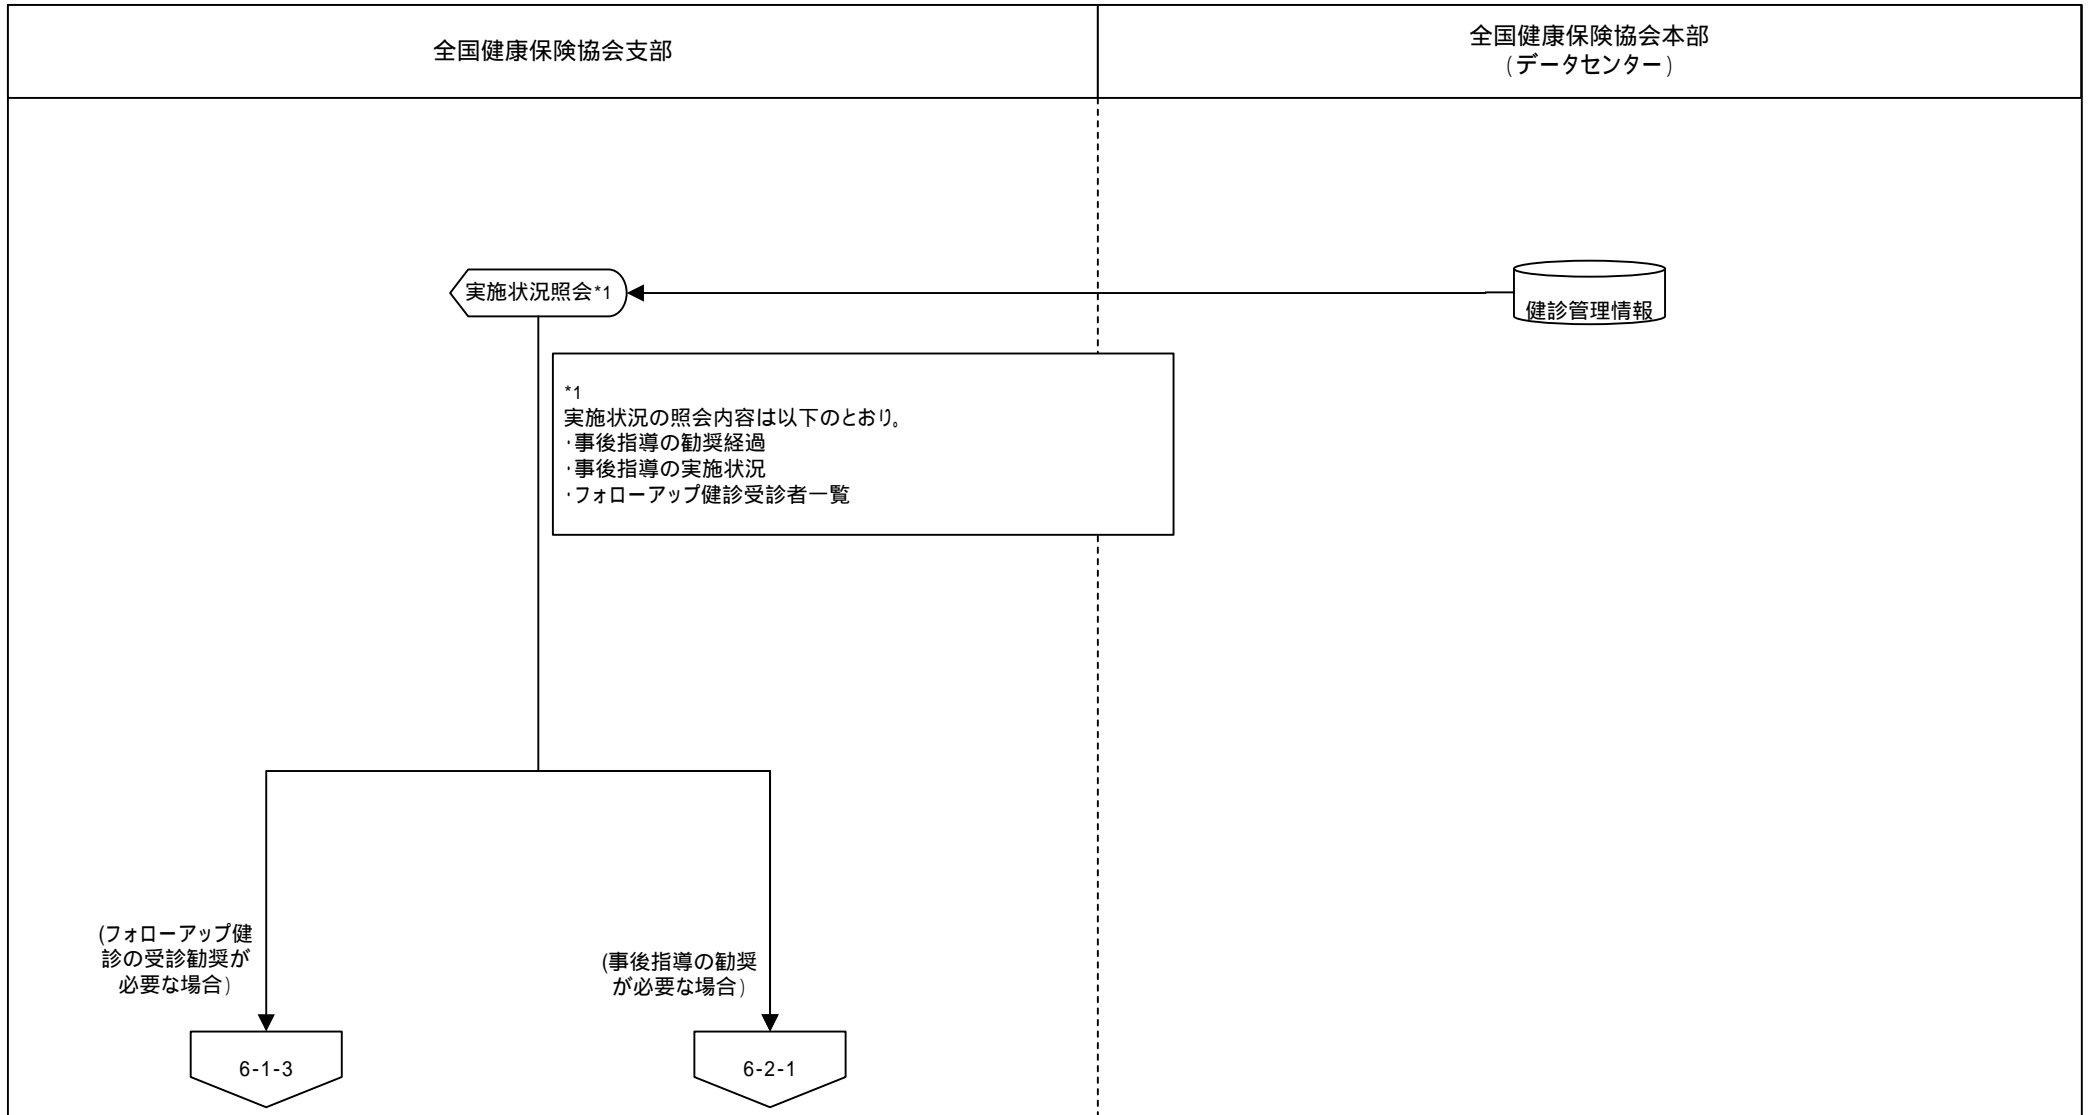 全国健康保険協会支部
全国健康保険協会本部
(データセンター)
実施状況照会*1
健診管理情報
*1
実施状況の照会内容は以下のとおり。
・事後指導の勧奨経過
・事後指導の実施状況
・フォローアップ健診受診者一覧
(フォローアップ健
診の受診勧奨が
必要な場合)
(事後指導の勧奨
が必要な場合)
6-1-3
6-2-1